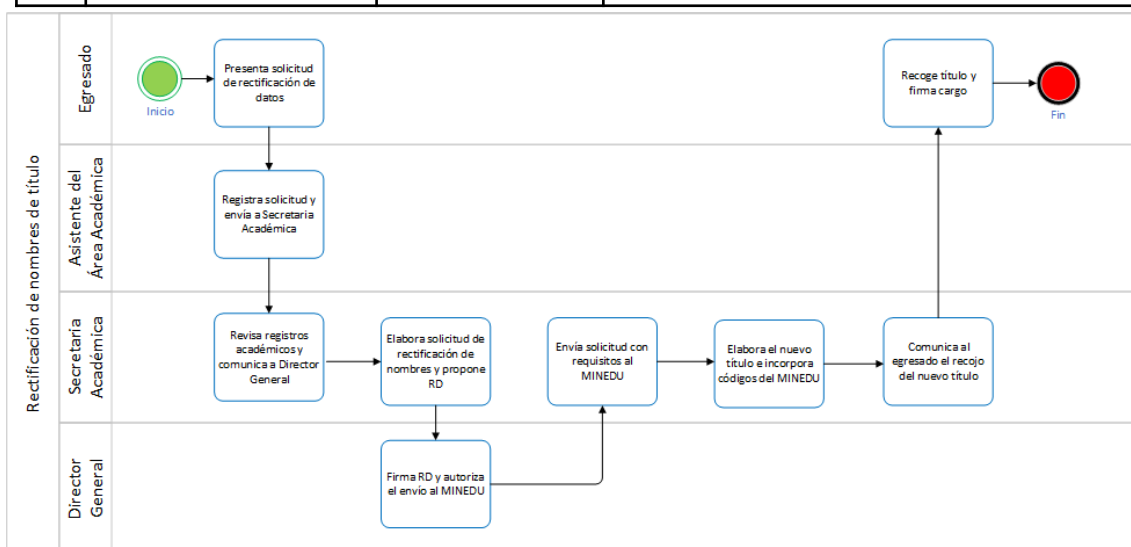 Rectificación de nombres de título
Egresado
Inicio
Presenta solicitud
de rectificación de
datos
Recoge título y
firma cargo
Fin
Asistente del
Área Académica
Registra solicitud y
envía a Secretaria
Académica
Secretaria
Académica
Revisa registros
académicos y
comunica a Director
General
Elabora solicitud de
rectificación de
nombres y propone
RD
Envía solicitud con
requisitos al
MINEDU
Elabora el nuevo
título e incorpora
códigos del MINEDU
Comunica al
egresado el recojo
del nuevo título
Director
General
Firma RD y autoriza
el envío al MINEDU